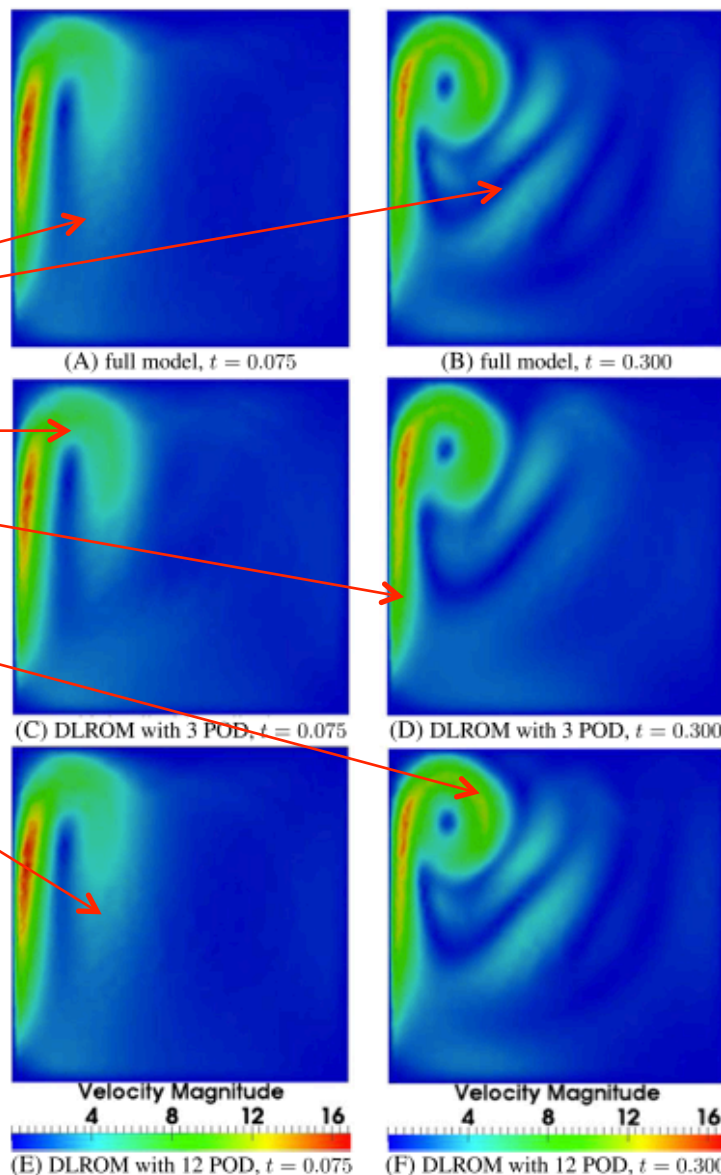 (A) full model, t = 0.075
(B) full model, t = 0.300
(C) DLROM with 3 POD, t = 0.075
(D) DLROM with 3 POD, t = 0.300
Velocity Magnitude
4 8 12 16
Velocity Magnitude
4 8 12 16
(E) DLROM with 12 POD, t = 0.075
(F) DLROM with 12 POD, t = 0.300